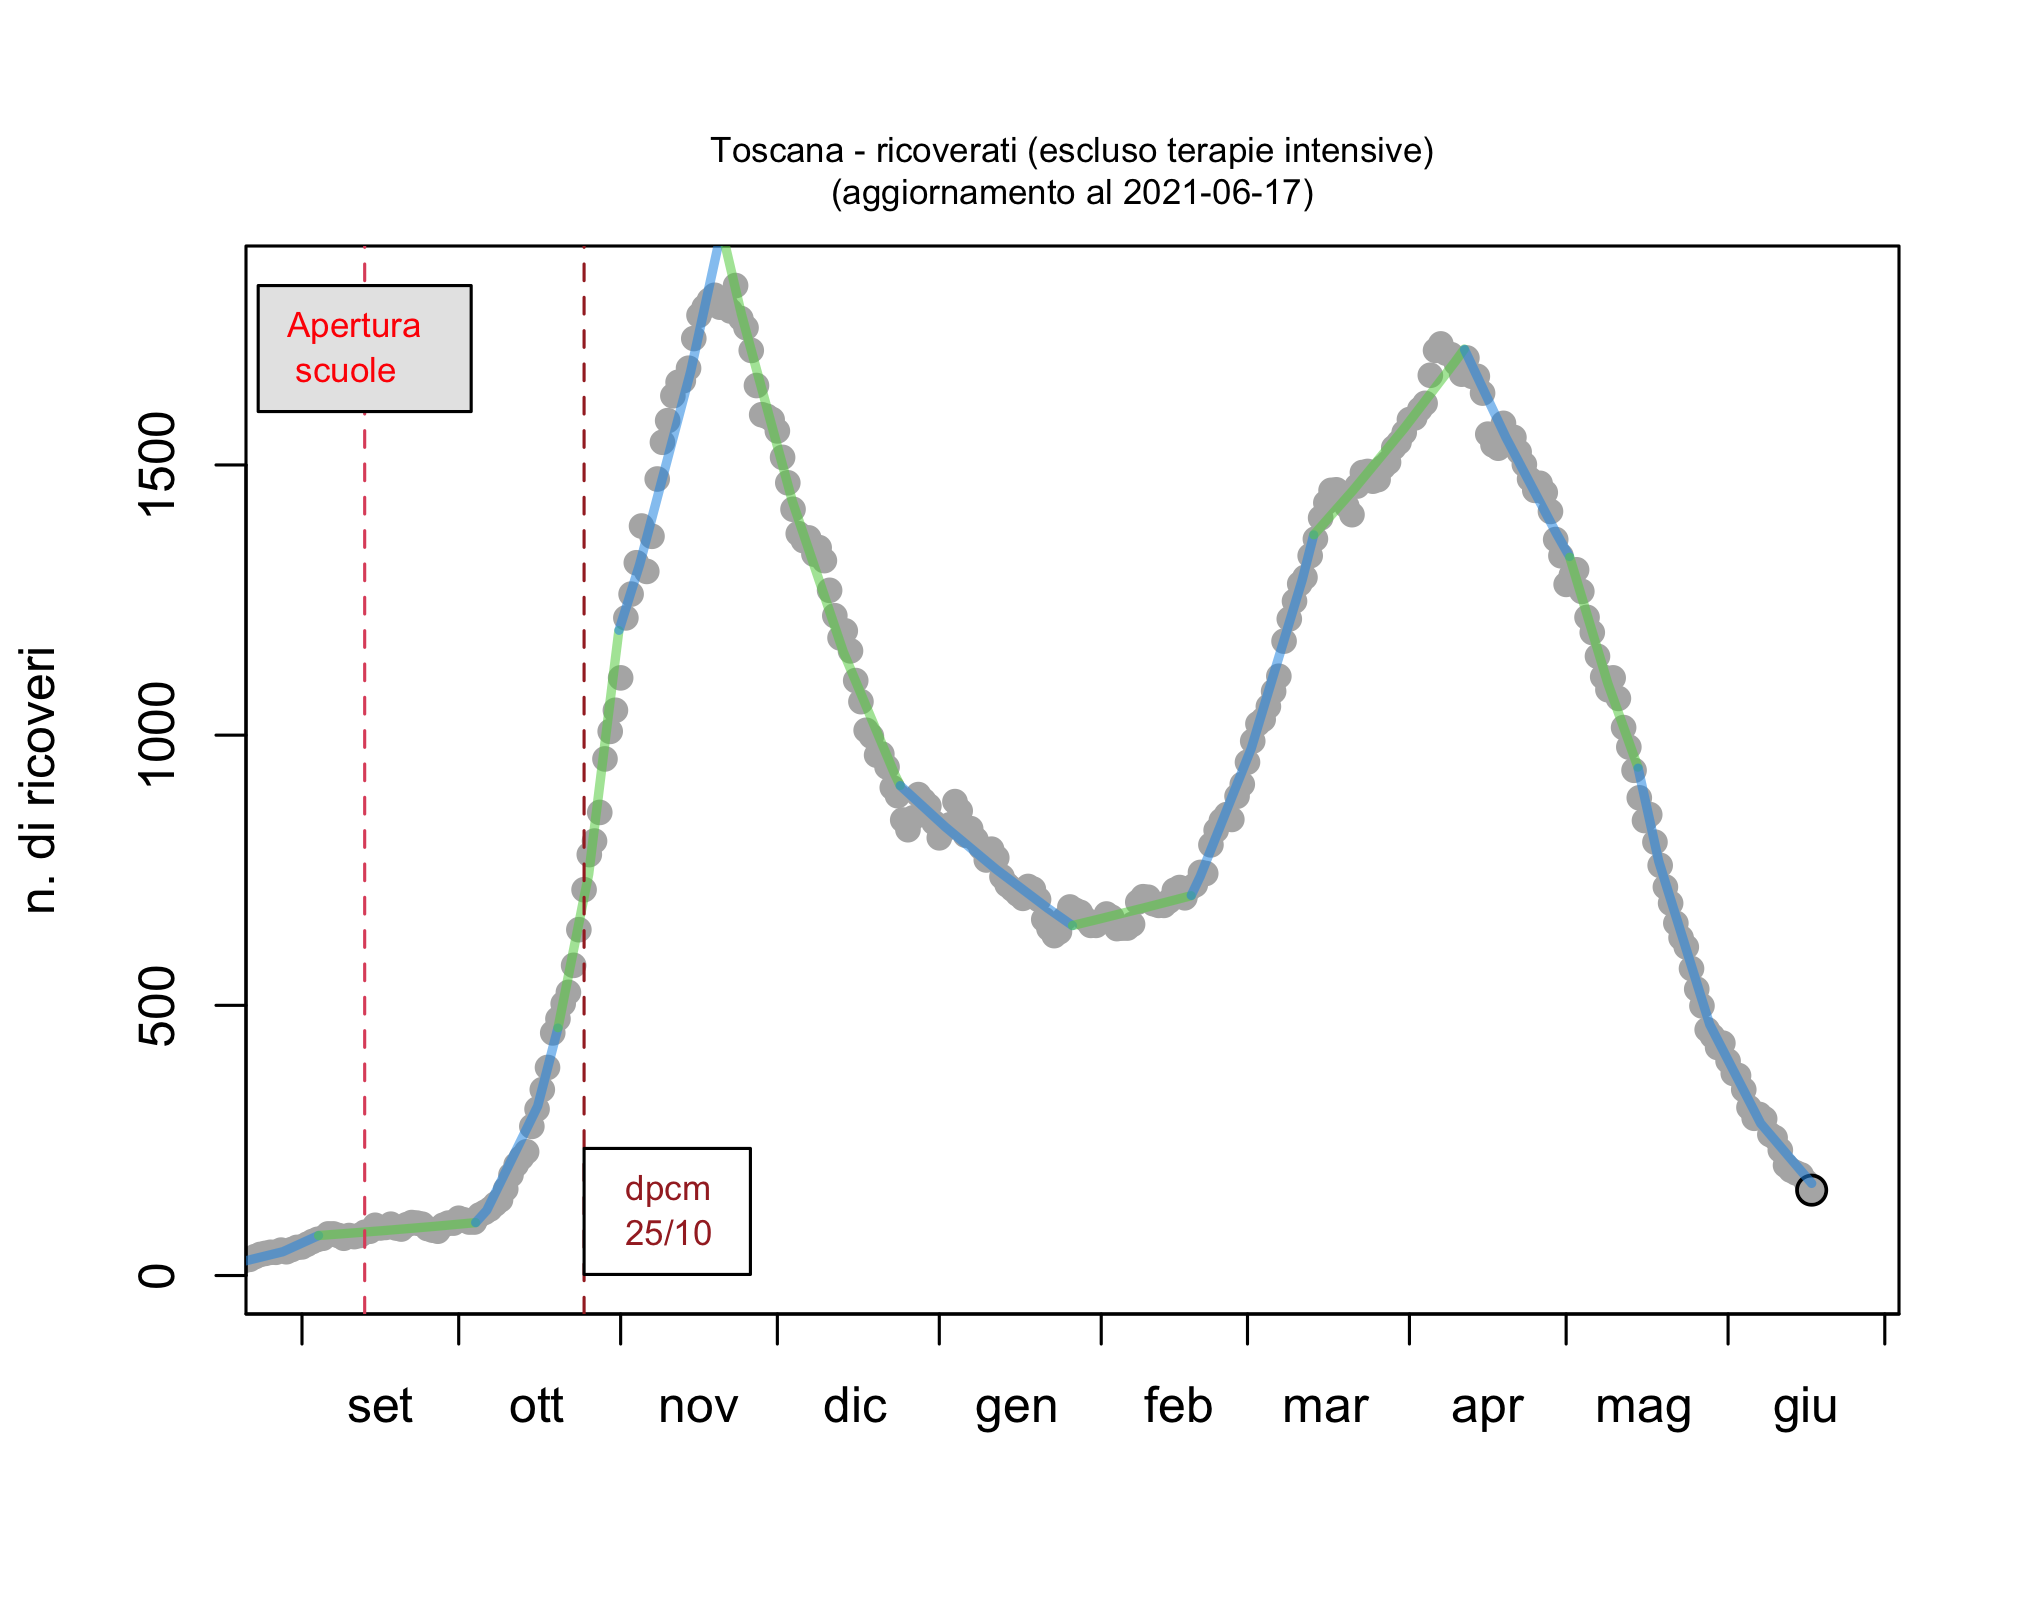 Toscana - ricoverati (escluso terapie intensive)
(aggiornamento al 2021-06-17)
Apertura
scuole
dpcm
25/10
n. di ricoveri
1500
1000
500
0
set ott nov dic gen feb mar apr mag giu